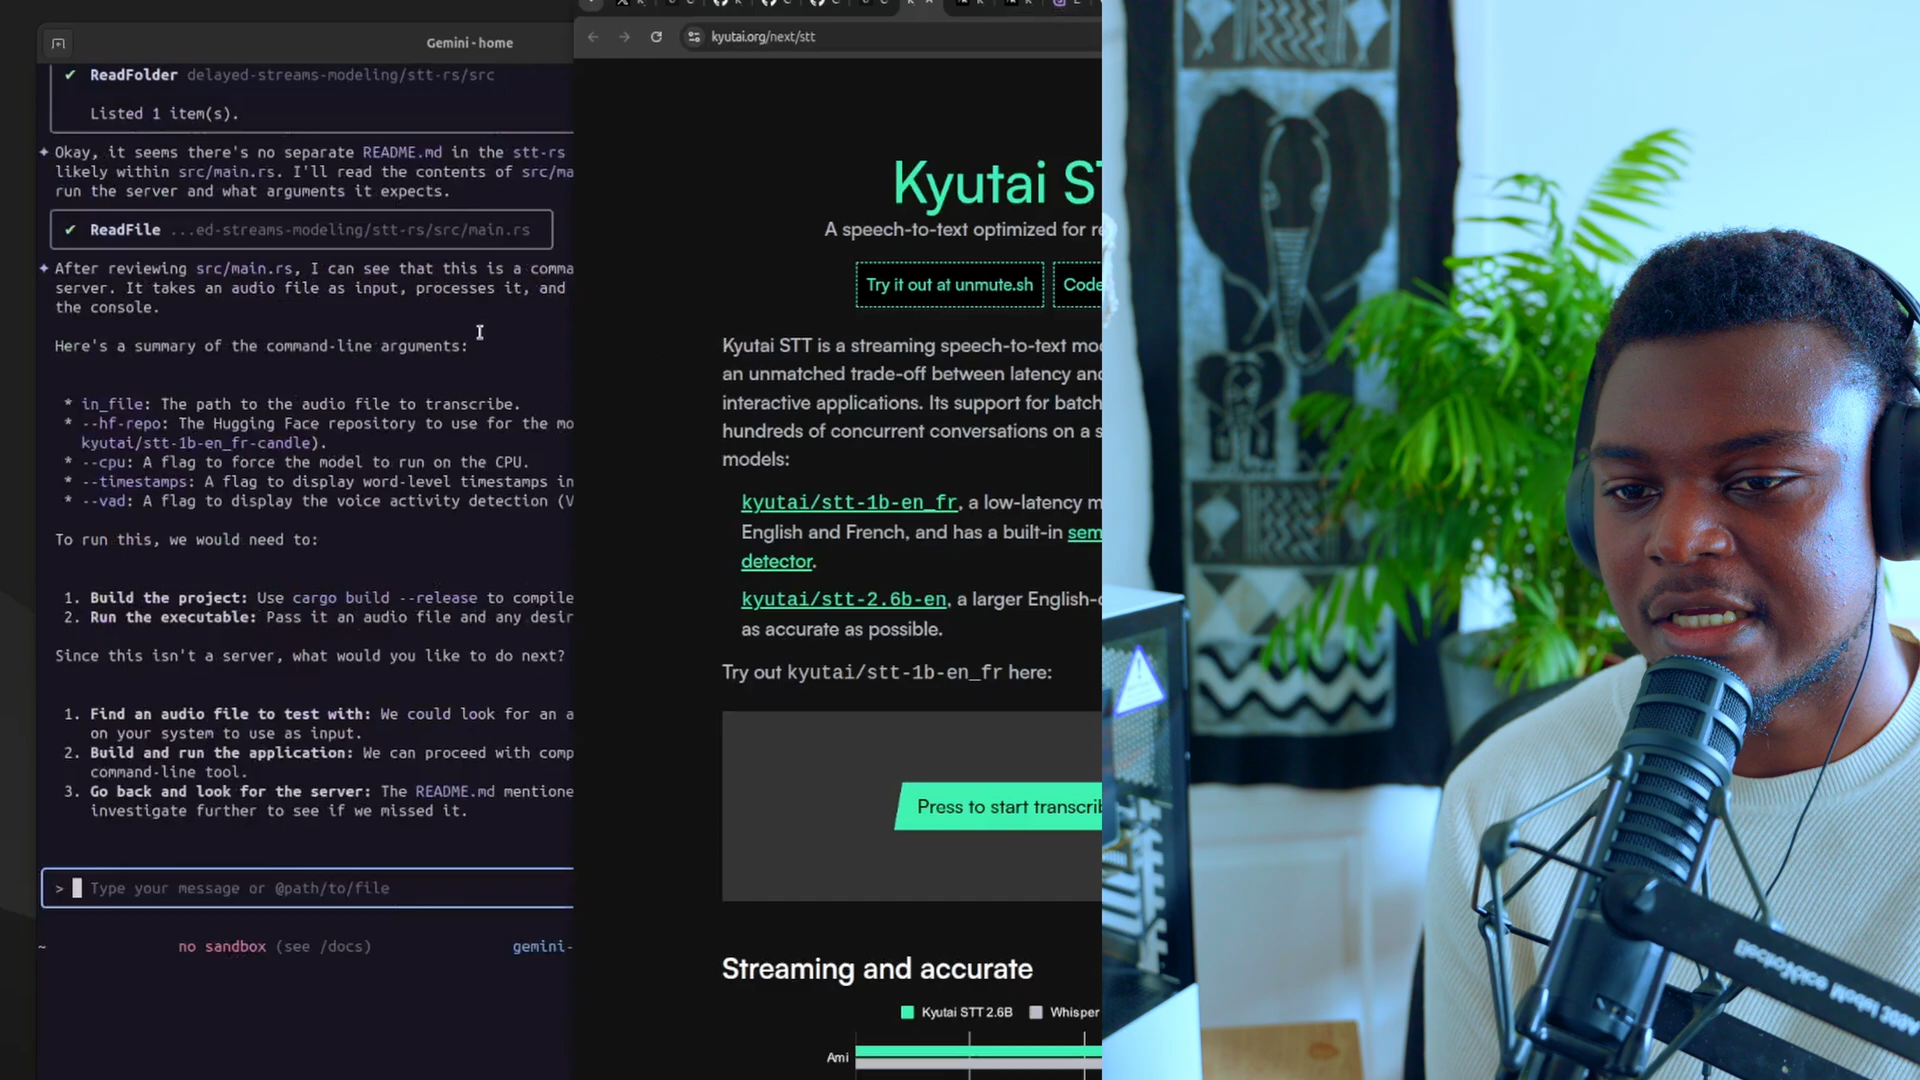 Gemini - home
✔ ReadFolder delayed-streams-modeling/stt-rs/src
Listed 1 item(s).
✦ Okay, it seems there's no separate README.md in the stt-rs
likely within src/main.rs. I'll read the contents of src/ma
run the server and what arguments it expects.
✔ ReadFile ...ed-streams-modeling/stt-rs/src/main.rs
✦ After reviewing src/main.rs, I can see that this is a comma
server. It takes an audio file as input, processes it, and
the console.
Here's a summary of the command-line arguments:
* in_file: The path to the audio file to transcribe.
* --hf-repo: The Hugging Face repository to use for the mo
kyutai/stt-1b-en_fr-candle).
* --cpu: A flag to force the model to run on the CPU.
* --timestamps: A flag to display word-level timestamps in
* --vad: A flag to display the voice activity detection (V
To run this, we would need to:
1. Build the project: Use cargo build --release to compile
2. Run the executable: Pass it an audio file and any desir
Since this isn't a server, what would you like to do next?
1. Find an audio file to test with: We could look for an a
on your system to use as input.
2. Build and run the application: We can proceed with comp
command-line tool.
3. Go back and look for the server: The README.md mentione
investigate further to see if we missed it.
> Type your message or @path/to/file
~ no sandbox (see /docs) gemini-
kyutai.org/next/stt
Kyutai ST
A speech-to-text optimized for re
Try it out at unmute.sh
Code
Kyutai STT is a streaming speech-to-text mo
an unmatched trade-off between latency and
interactive applications. Its support for batch
hundreds of concurrent conversations on a s
models:
kyutai/stt-1b-en_fr, a low-latency m
English and French, and has a built-in sem
detector.
kyutai/stt-2.6b-en, a larger English-o
as accurate as possible.
Try out kyutai/stt-1b-en_fr here:
Press to start transcrib
Streaming and accurate
Kyutai STT 2.6B
Whisper
Ami